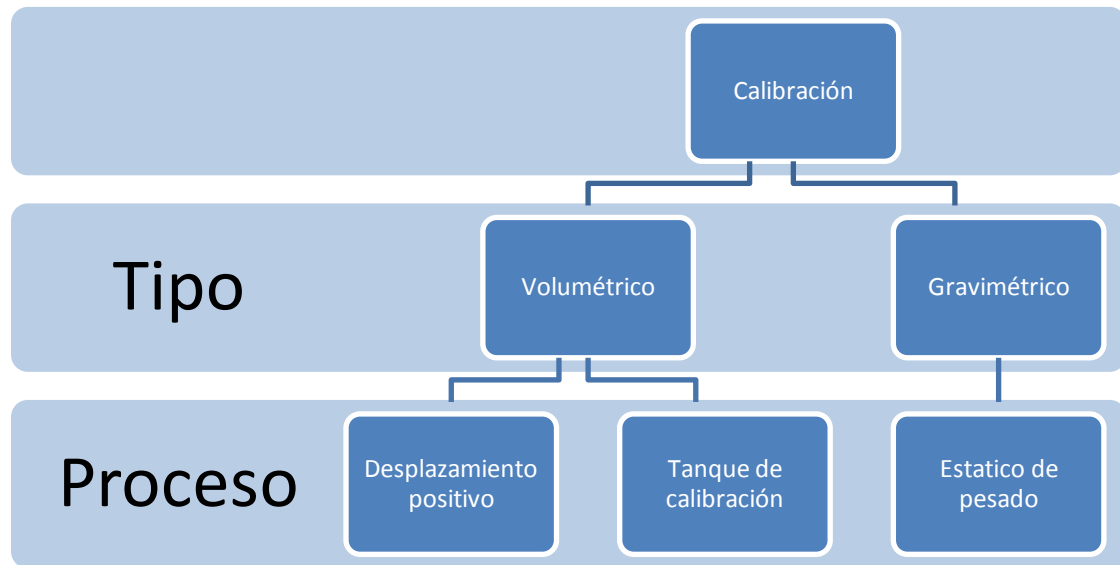 Calibración
Tipo
Volumétrico
Gravimétrico
Proceso
Desplazamiento
positivo
Tanque de
calibración
Estatico de
pesado